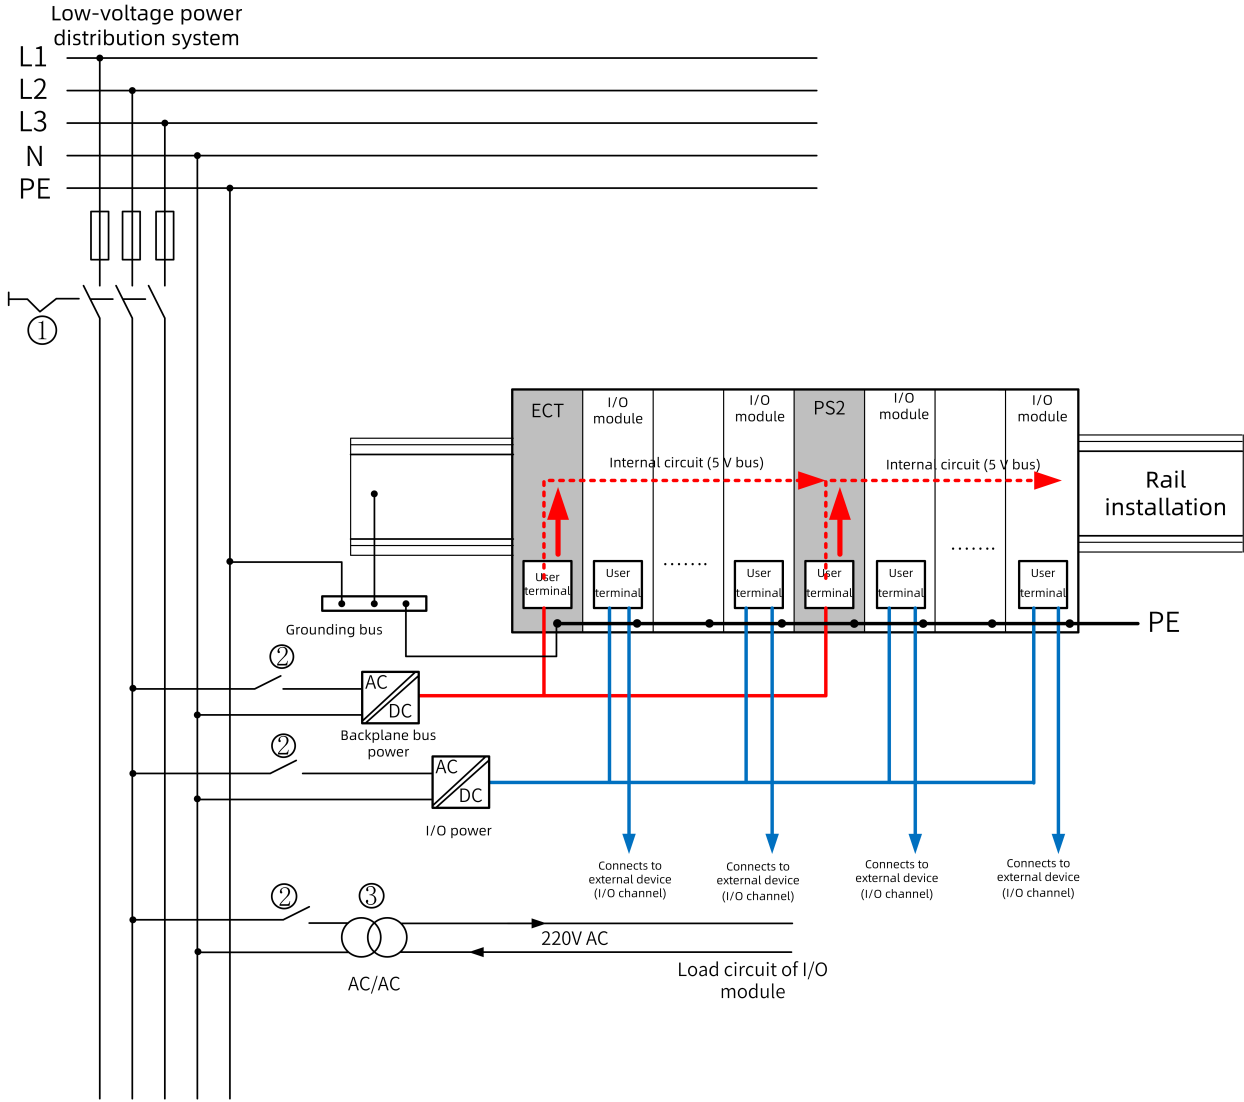 Low-voltage power
distribution system
L1
L2
L3
N
PE
①
ECT
I/O
module
I/O
module
PS2
I/O
module
I/O
module
Internal circuit (5 V bus)
Internal circuit (5 V bus)
Rail
installation
.......
.......
User
terminal
User
terminal
User
terminal
User
terminal
User
terminal
User
terminal
PE
Grounding bus
②
AC
DC
Backplane bus
power
②
AC
DC
I/O power
Connects to
external device
(I/O channel)
Connects to
external device
(I/O channel)
Connects to
external device
(I/O channel)
Connects to
external device
(I/O channel)
②
③
220V AC
AC/AC
Load circuit of I/O
module